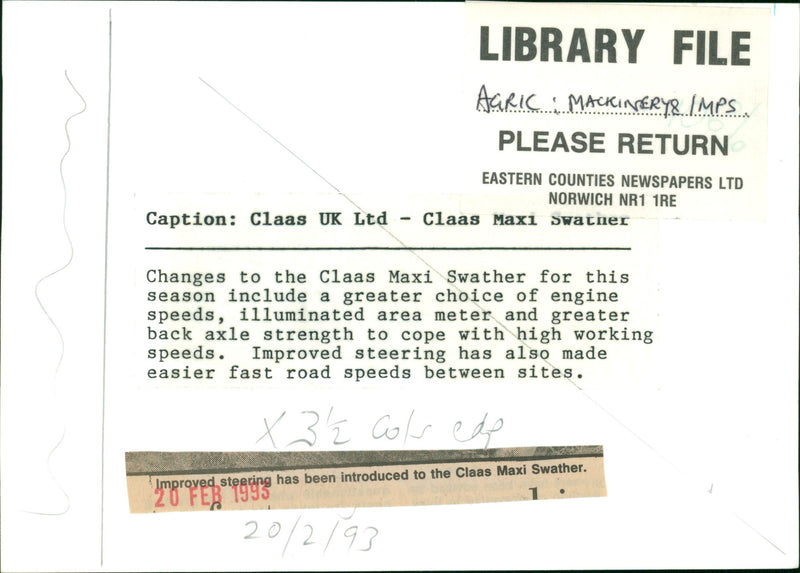 LIBRARY FILE
AGRIC : MACKINERY & IMPS.
PLEASE RETURN
EASTERN COUNTIES NEWSPAPERS LTD
NORWICH NR1 1RE
Caption: Claas UK Ltd - Claas Maxi Swather
Changes to the Claas Maxi Swather for this
season include a greater choice of engine
speeds, illuminated area meter and greater
back axle strength to cope with high working
speeds. Improved steering has also made
easier fast road speeds between sites.
X 3½ cols
Improved steering has been introduced to the Claas Maxi Swather.
20 FEB 1993
20/2/93